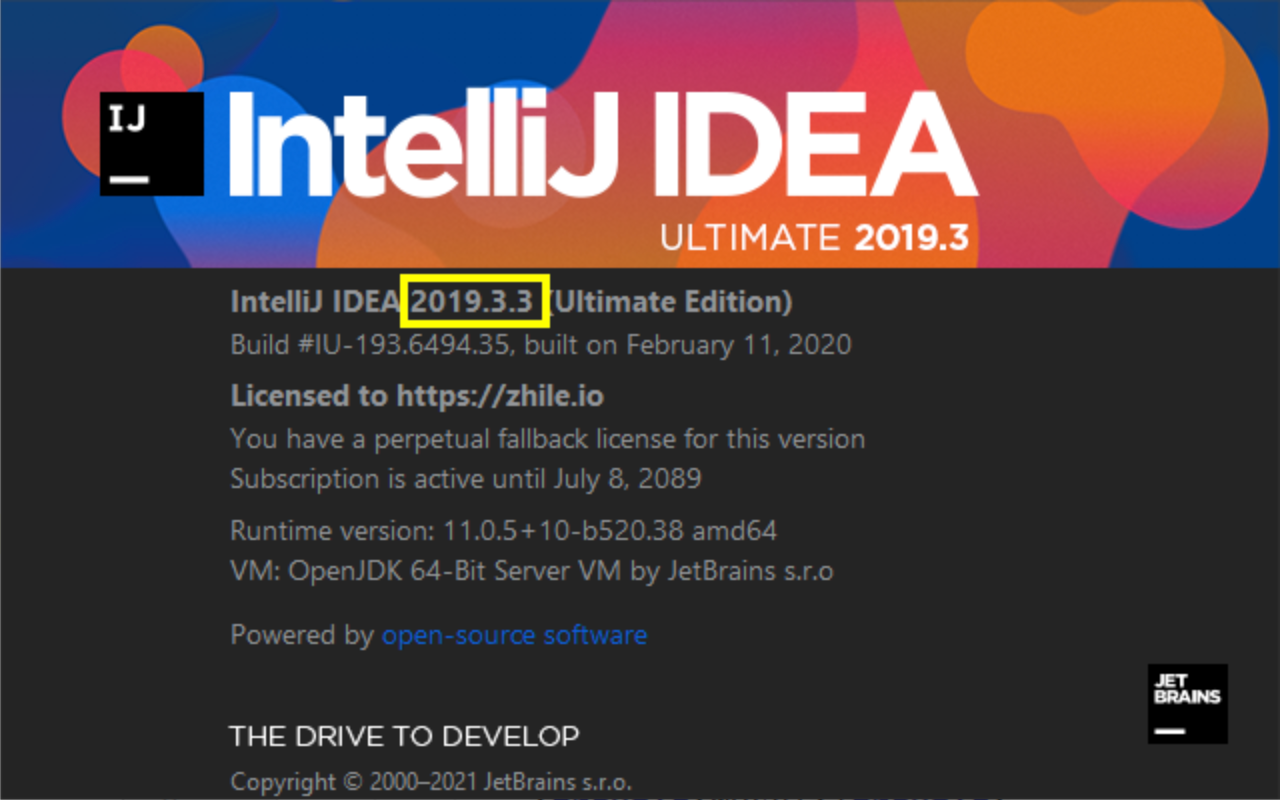 IJ
IntelliJ IDEA
ULTIMATE 2019.3
IntelliJ IDEA 2019.3.3 (Ultimate Edition)
Build #IU-193.6494.35, built on February 11, 2020
Licensed to https://zhile.io
You have a perpetual fallback license for this version
Subscription is active until July 8, 2089
Runtime version: 11.0.5+10-b520.38 amd64
VM: OpenJDK 64-Bit Server VM by JetBrains s.r.o
Powered by open-source software
JET
BRAINS
THE DRIVE TO DEVELOP
Copyright © 2000–2021 JetBrains s.r.o.